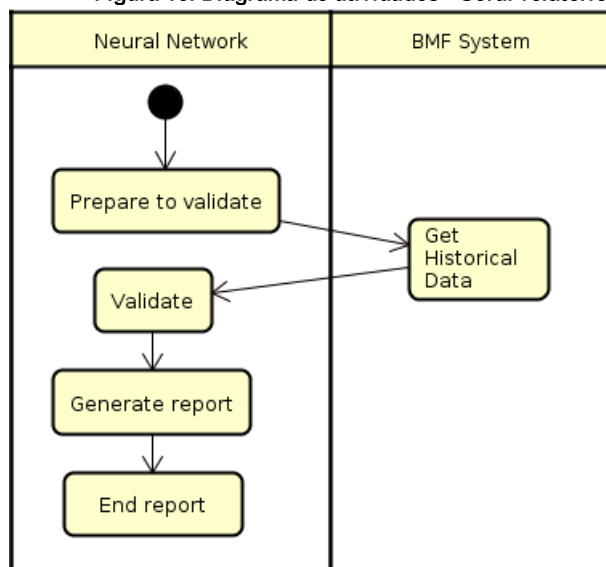 Neural Network
BMF System
Prepare to validate
Get
Historical
Data
Validate
Generate report
End report